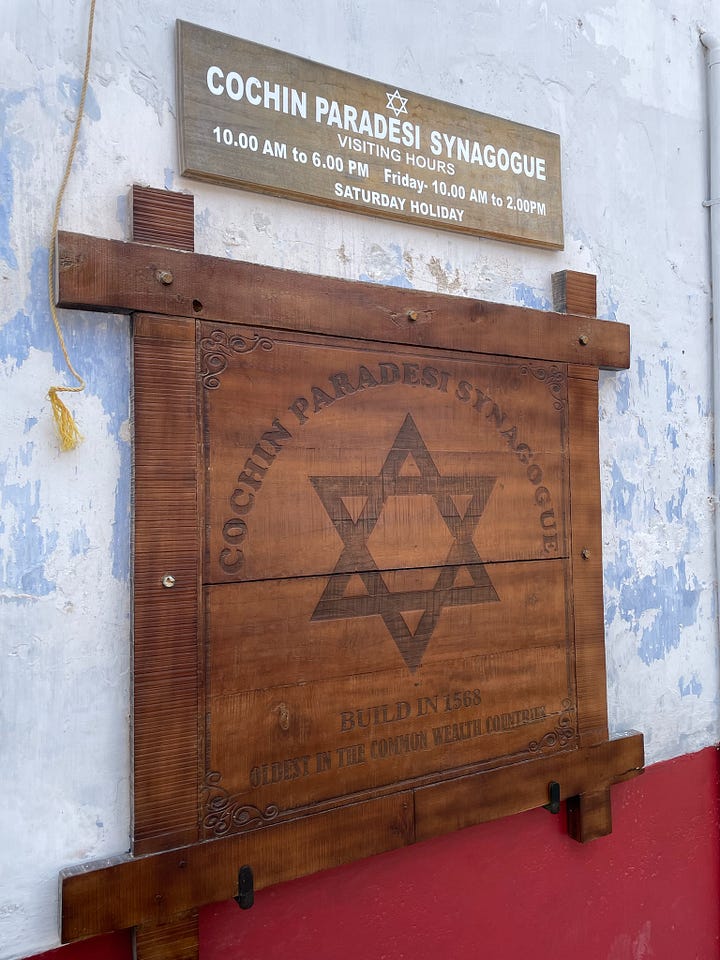 COCHIN PARADESI SYNAGOGUE
VISITING HOURS
10.00 AM to 6.00 PM Friday- 10.00 AM to 2.00PM
SATURDAY HOLIDAY
COCHIN PARADESI SYNAGOGUE
BUILD IN 1568
OLDEST IN THE COMMON WEALTH COUNTRIES